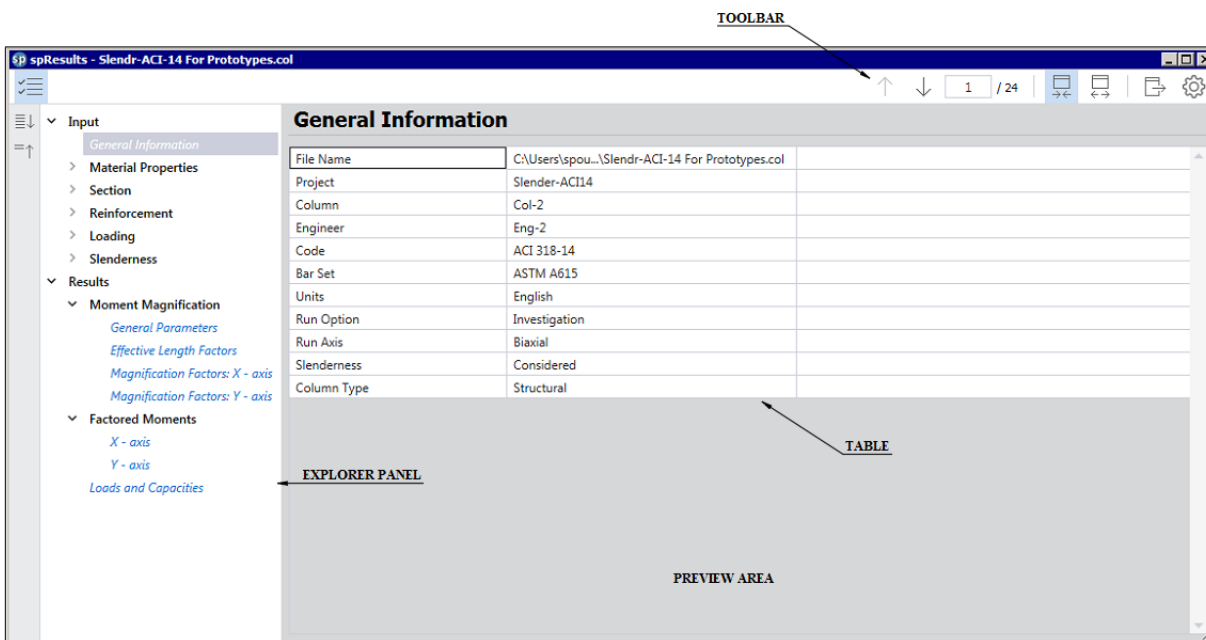 TOOLBAR
sp spResults - Slendr-ACI-14 For Prototypes.col
1 / 24
Input
General Information
Material Properties
Section
Reinforcement
Loading
Slenderness
Results
Moment Magnification
General Parameters
Effective Length Factors
Magnification Factors: X - axis
Magnification Factors: Y - axis
Factored Moments
X - axis
Y - axis
Loads and Capacities
General Information
File Name C:\Users\spou...\Slendr-ACI-14 For Prototypes.col
Project Slender-ACI14
Column Col-2
Engineer Eng-2
Code ACI 318-14
Bar Set ASTM A615
Units English
Run Option Investigation
Run Axis Biaxial
Slenderness Considered
Column Type Structural
TABLE
EXPLORER PANEL
PREVIEW AREA